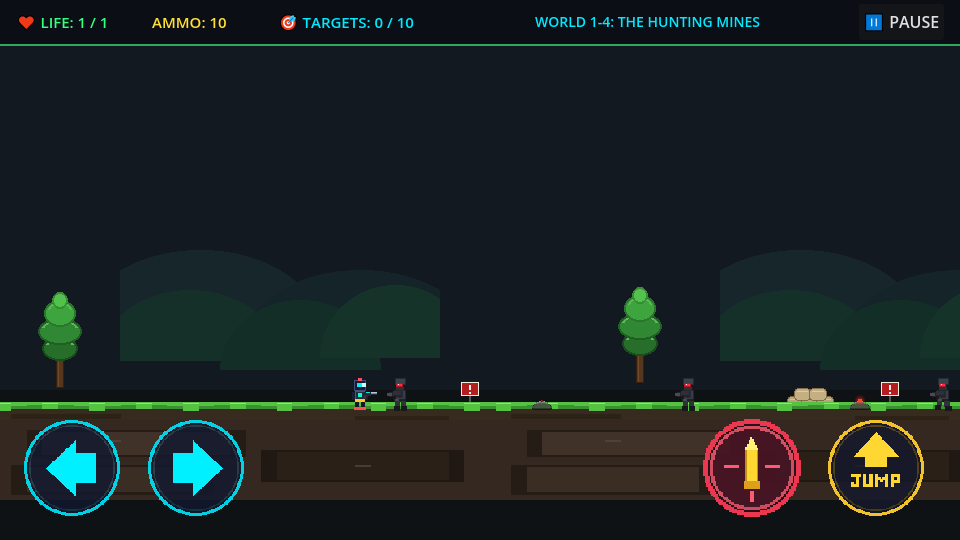 LIFE: 1 / 1
AMMO: 10
TARGETS: 0 / 10
WORLD 1-4: THE HUNTING MINES
PAUSE
!
!
JUMP